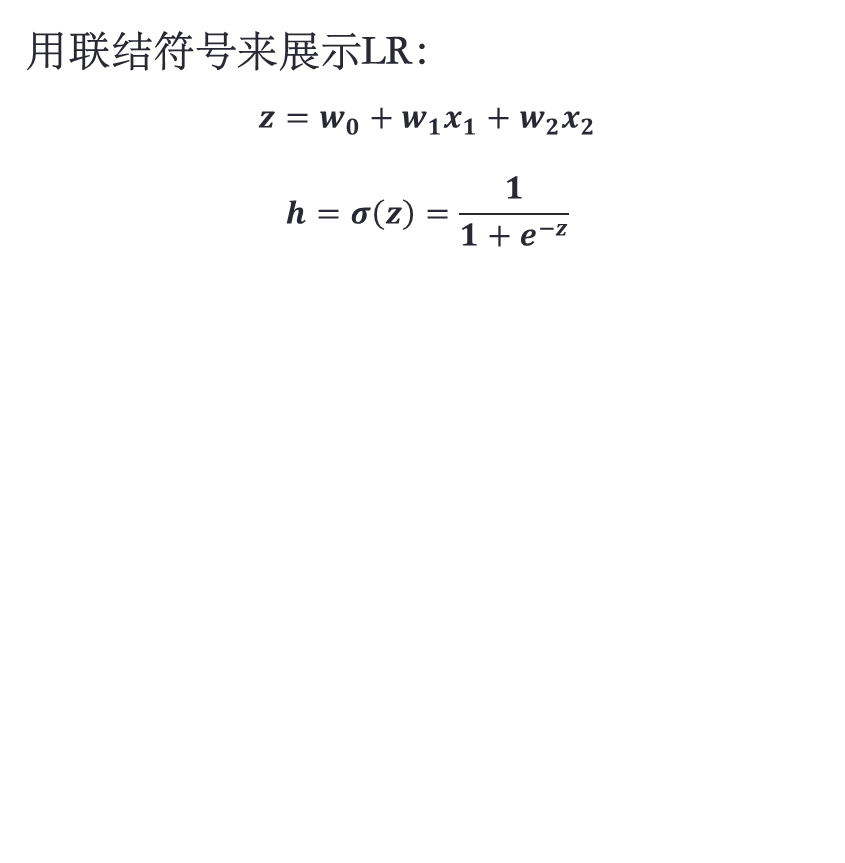 用联结符号来展示LR：
z = w₀ + w₁x₁ + w₂x₂
h = σ(z) = 1 / (1 + e⁻ᶻ)